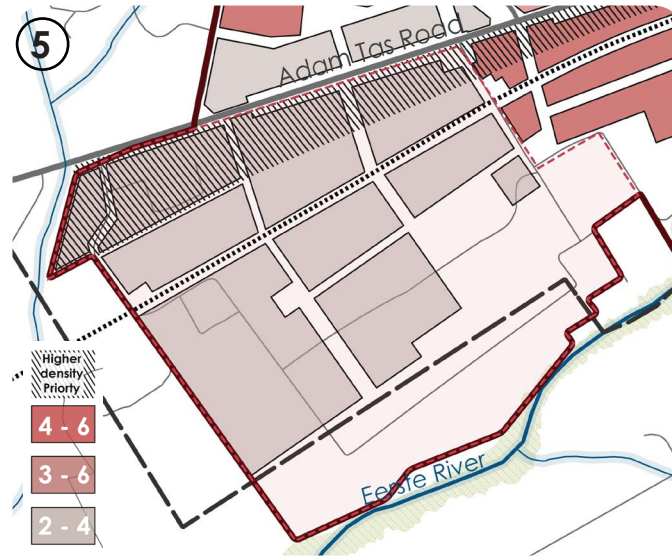 5
Adam Tas Road
Higher
density
Priorty
4 - 6
3 - 6
2 - 4
Eerste River